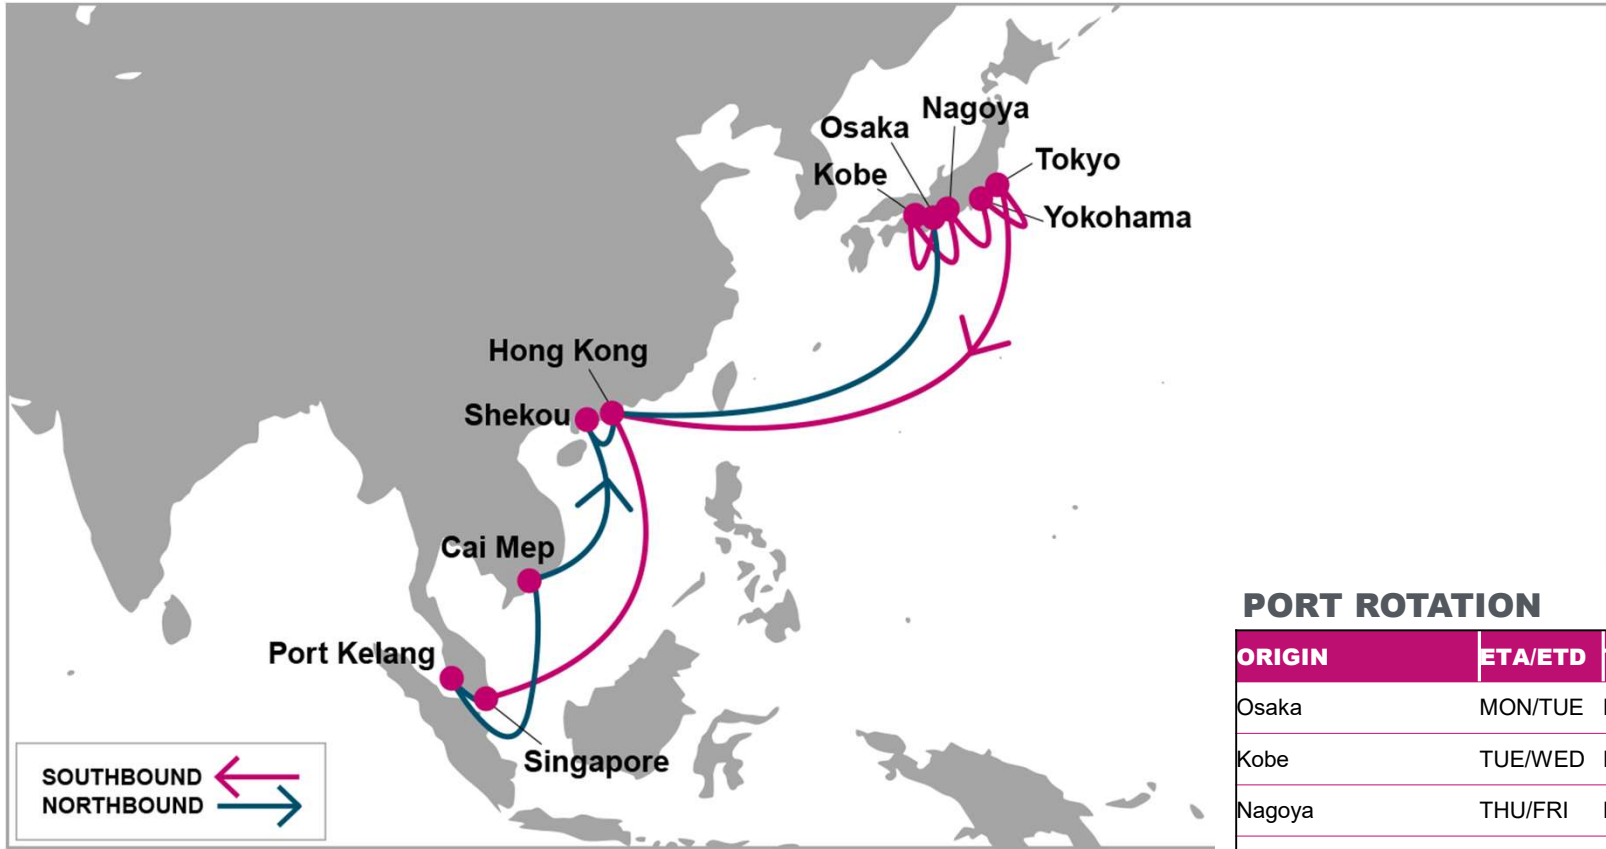 Nagoya
Osaka
Tokyo
Kobe
Yokohama
Hong Kong
Shekou
Cai Mep
Port Kelang
Singapore
SOUTHBOUND
NORTHBOUND
PORT ROTATION
ORIGIN ETA/ETD
Osaka MON/TUE
Kobe TUE/WED
Nagoya THU/FRI